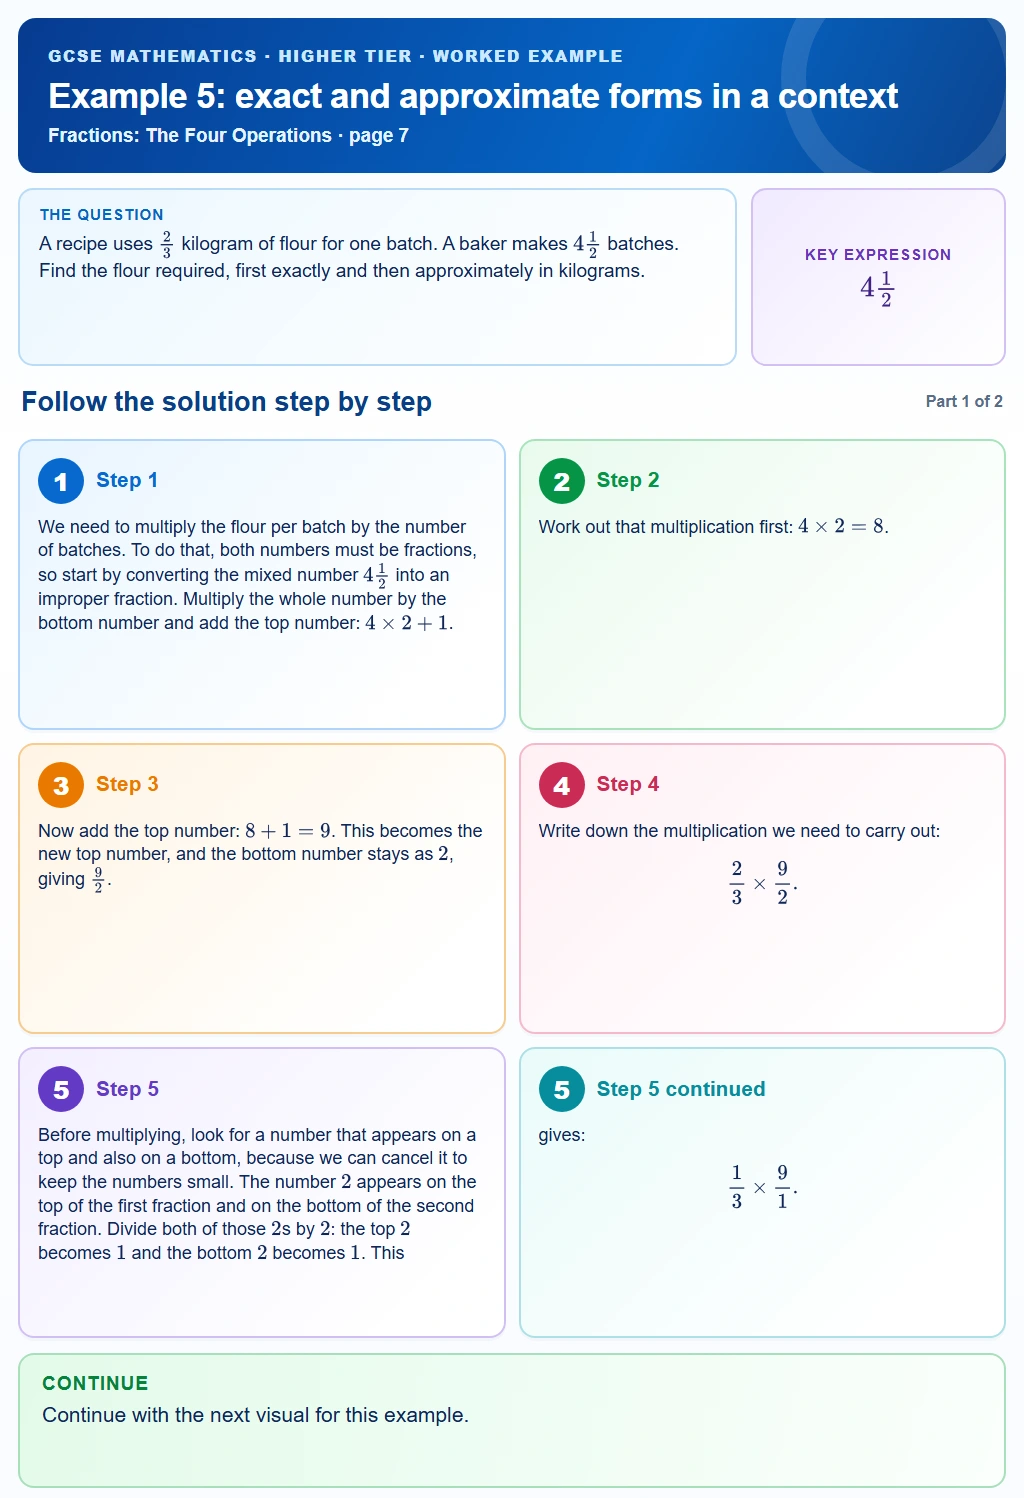 GCSE MATHEMATICS · HIGHER TIER · WORKED EXAMPLE
Example 5: exact and approximate forms in a context
Fractions: The Four Operations · page 7
THE QUESTION
A recipe uses 2/3 kilogram of flour for one batch. A baker makes 4 1/2 batches.
Find the flour required, first exactly and then approximately in kilograms.
KEY EXPRESSION
4 1/2
Follow the solution step by step
Part 1 of 2
1 Step 1
We need to multiply the flour per batch by the number
of batches. To do that, both numbers must be fractions,
so start by converting the mixed number 4 1/2 into an
improper fraction. Multiply the whole number by the
bottom number and add the top number: 4 × 2 + 1.
2 Step 2
Work out that multiplication first: 4 × 2 = 8.
3 Step 3
Now add the top number: 8 + 1 = 9. This becomes the
new top number, and the bottom number stays as 2,
giving 9/2.
4 Step 4
Write down the multiplication we need to carry out:
2/3 × 9/2.
5 Step 5
Before multiplying, look for a number that appears on a
top and also on a bottom, because we can cancel it to
keep the numbers small. The number 2 appears on the
top of the first fraction and on the bottom of the second
fraction. Divide both of those 2s by 2: the top 2
becomes 1 and the bottom 2 becomes 1. This
5 Step 5 continued
gives:
1/3 × 9/1.
CONTINUE
Continue with the next visual for this example.